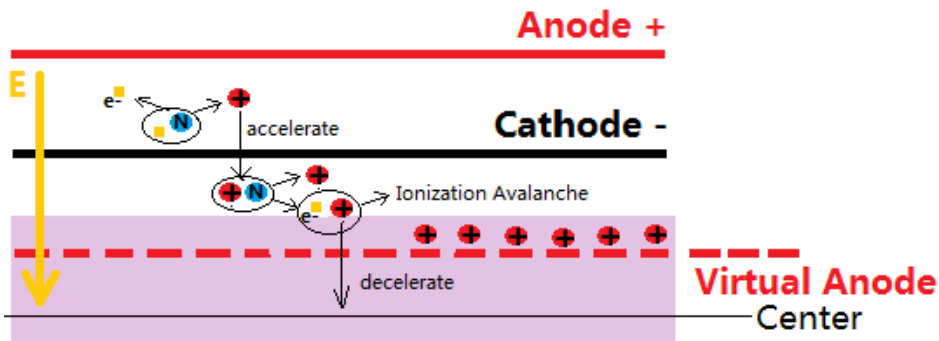 Anode +
E
e-
N
+
accelerate
Cathode -
+
N
+
e-
+
Ionization Avalanche
+ + + + + +
decelerate
Virtual Anode
Center